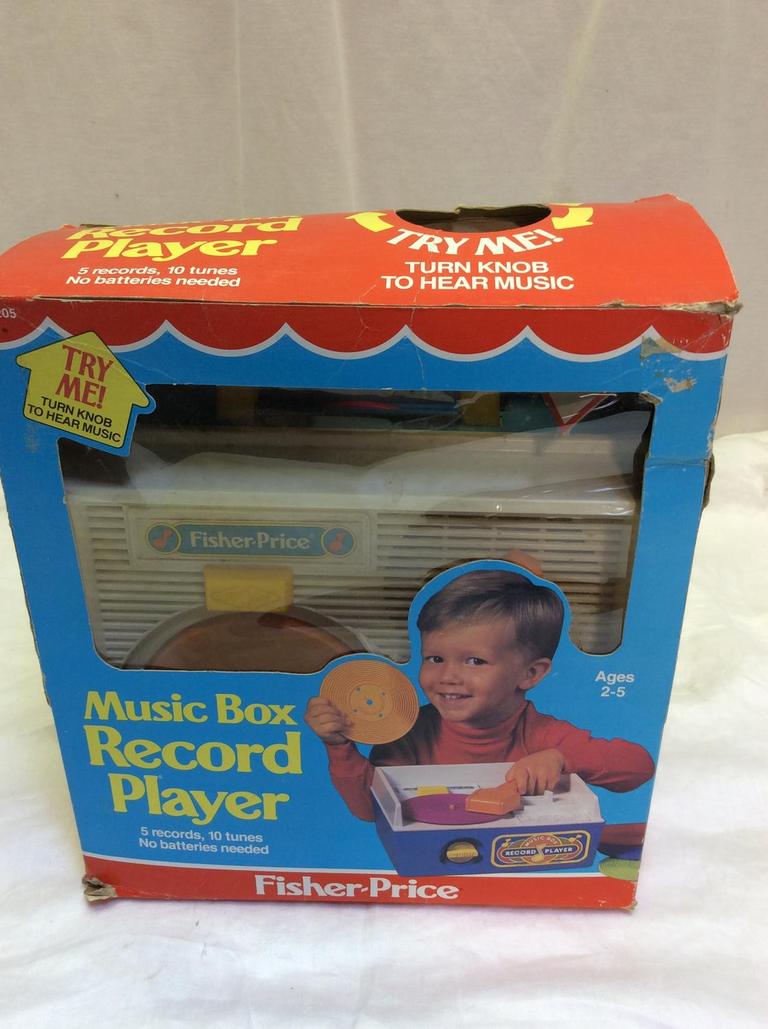 Record
Player
5 records, 10 tunes
No batteries needed
TRY ME!
TURN KNOB
TO HEAR MUSIC
TRY
ME!
TURN KNOB
TO HEAR MUSIC
Fisher-Price
Ages
2-5
Music Box
Record
Player
5 records, 10 tunes
No batteries needed
MUSIC BOX
RECORD PLAYER
Fisher-Price